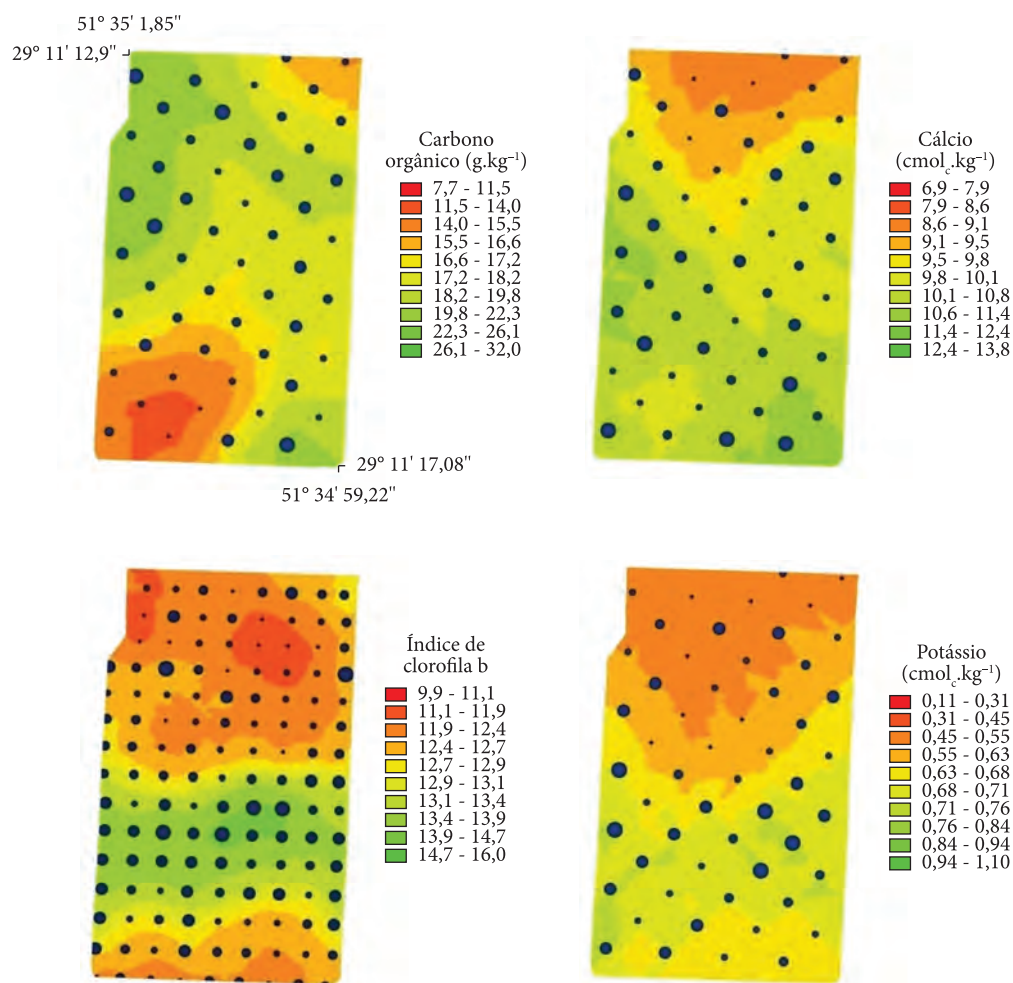 51° 35' 1,85"
29° 11' 12,9"
Carbono
orgânico (g.kg⁻¹)
7,7 - 11,5
11,5 - 14,0
14,0 - 15,5
15,5 - 16,6
16,6 - 17,2
17,2 - 18,2
18,2 - 19,8
19,8 - 22,3
22,3 - 26,1
26,1 - 32,0
29° 11' 17,08"
51° 34' 59,22"
Cálcio
(cmol꜀.kg⁻¹)
6,9 - 7,9
7,9 - 8,6
8,6 - 9,1
9,1 - 9,5
9,5 - 9,8
9,8 - 10,1
10,1 - 10,8
10,6 - 11,4
11,4 - 12,4
12,4 - 13,8
Índice de
clorofila b
9,9 - 11,1
11,1 - 11,9
11,9 - 12,4
12,4 - 12,7
12,7 - 12,9
12,9 - 13,1
13,1 - 13,4
13,4 - 13,9
13,9 - 14,7
14,7 - 16,0
Potássio
(cmol꜀.kg⁻¹)
0,11 - 0,31
0,31 - 0,45
0,45 - 0,55
0,55 - 0,63
0,63 - 0,68
0,68 - 0,71
0,71 - 0,76
0,76 - 0,84
0,84 - 0,94
0,94 - 1,10